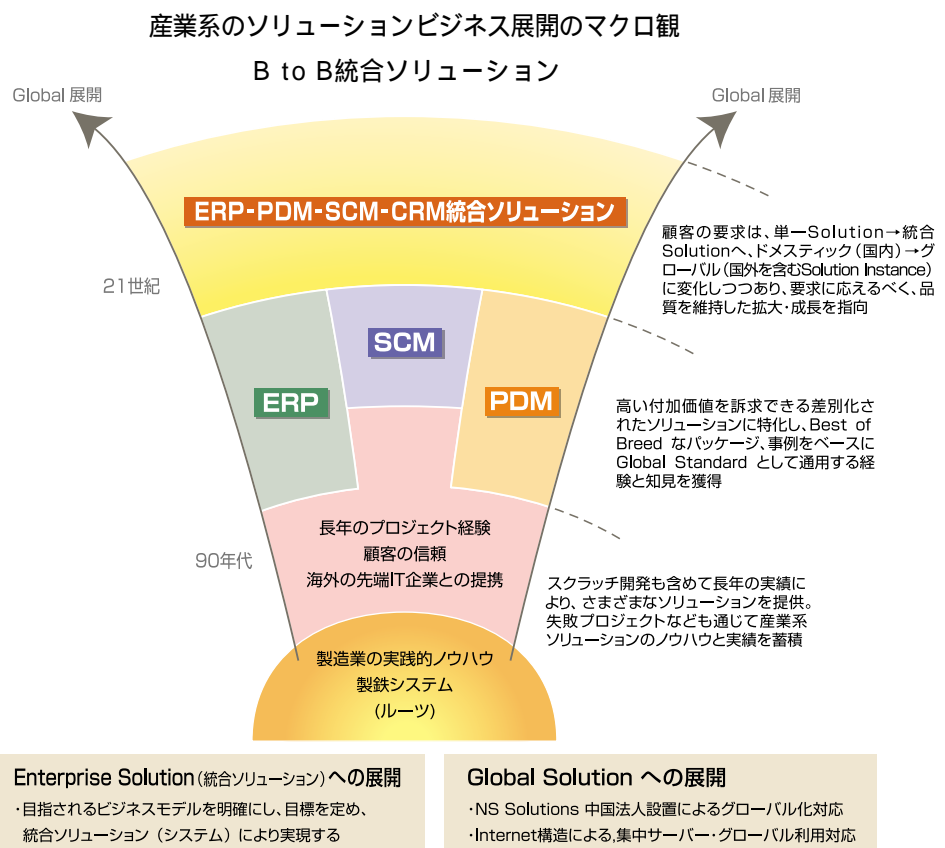 産業系のソリューションビジネス展開のマクロ観
B to B統合ソリューション
Global 展開
Global 展開
ERP-PDM-SCM-CRM統合ソリューション
顧客の要求は、単一Solution→統合
Solutionへ、ドメスティック（国内）→グ
ローバル（国外を含むSolution Instance）
に変化しつつあり、要求に応えるべく、品
質を維持した拡大・成長を指向
21世紀
SCM
ERP
PDM
高い付加価値を訴求できる差別化さ
れたソリューションに特化し、Best of
Breed なパッケージ、事例をベースに
Global Standard として通用する経
験と知見を獲得
90年代
長年のプロジェクト経験
顧客の信頼
海外の先端IT企業との提携
スクラッチ開発も含めて長年の実績に
より、さまざまなソリューションを提供。
失敗プロジェクトなども通じて産業系
ソリューションのノウハウと実績を蓄積
製造業の実践的ノウハウ
製鉄システム
(ルーツ)
Enterprise Solution（統合ソリューション）への展開
・目指されるビジネスモデルを明確にし、目標を定め、
統合ソリューション（システム）により実現する
Global Solution への展開
・NS Solutions 中国法人設置によるグローバル化対応
・Internet構造による,集中サーバー・グローバル利用対応